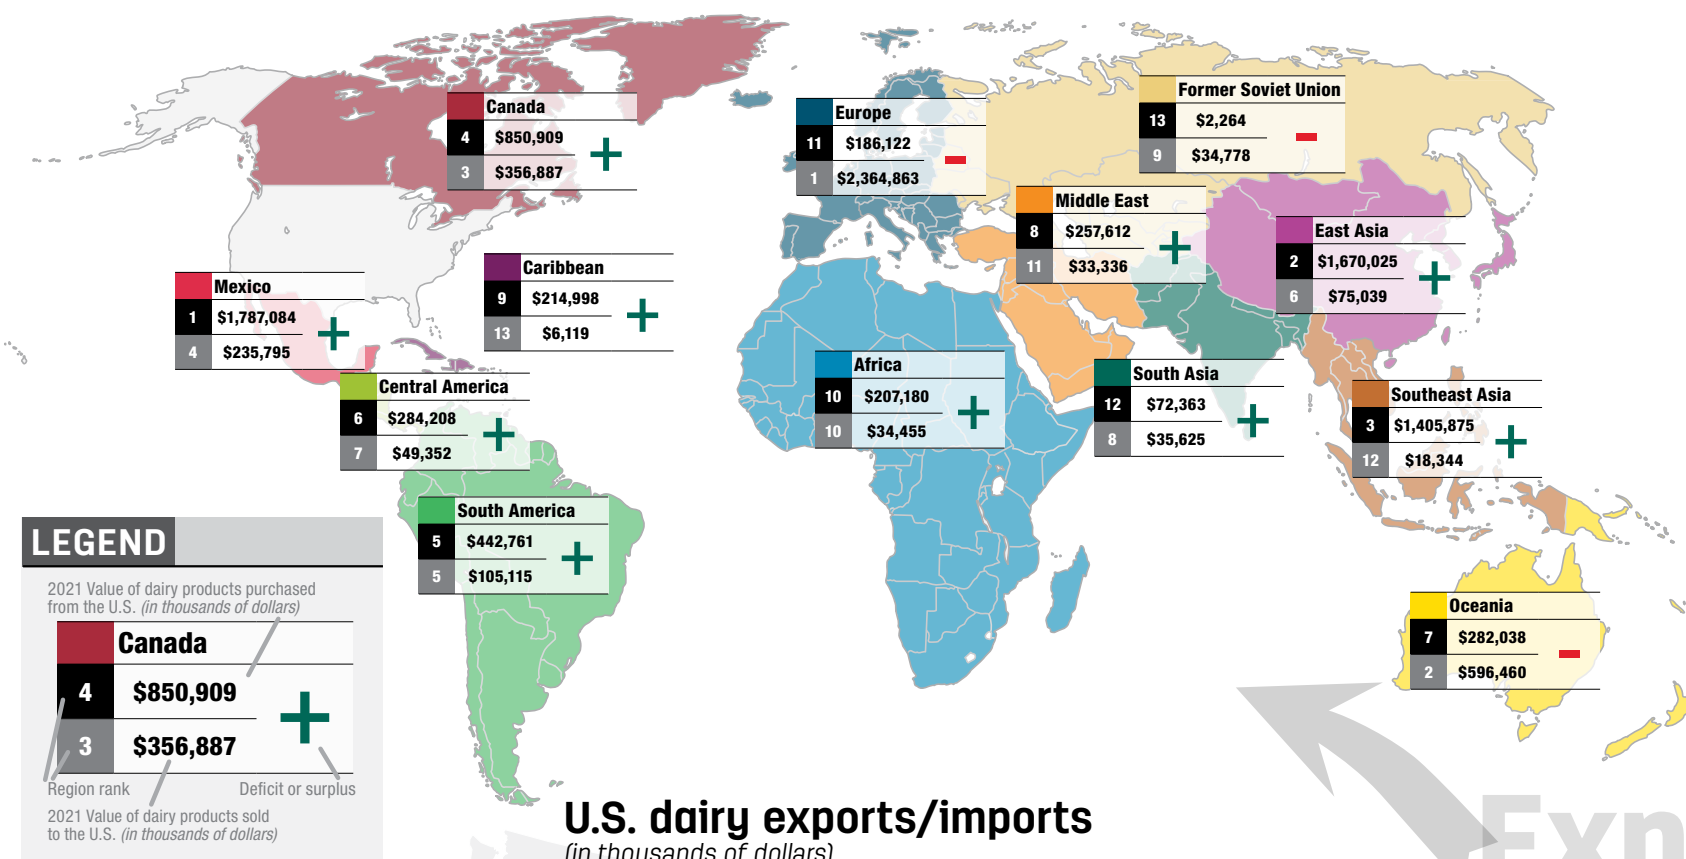 Canada
4 $850,909
3 $356,887
+
Europe
11 $186,122
1 $2,364,863
-
Former Soviet Union
13 $2,264
9 $34,778
-
Middle East
8 $257,612
11 $33,336
+
East Asia
2 $1,670,025
6 $75,039
+
Mexico
1 $1,787,084
4 $235,795
+
Caribbean
9 $214,998
13 $6,119
+
Central America
6 $284,208
7 $49,352
+
Africa
10 $207,180
10 $34,455
+
South Asia
12 $72,363
8 $35,625
+
Southeast Asia
3 $1,405,875
12 $18,344
+
South America
5 $442,761
5 $105,115
+
Oceania
7 $282,038
2 $596,460
-
LEGEND
2021 Value of dairy products purchased
from the U.S. (in thousands of dollars)
Canada
4 $850,909
3 $356,887
+
Region rank Deficit or surplus
2021 Value of dairy products sold
to the U.S. (in thousands of dollars)
U.S. dairy exports/imports
(in thousands of dollars)